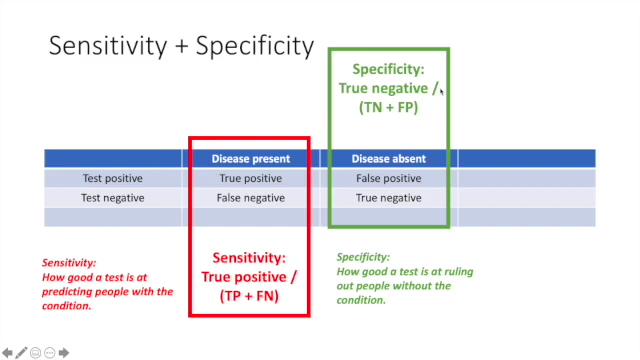 Sensitivity + Specificity
Specificity:
True negative /
(TN + FP)
Disease present Disease absent
Test positive True positive False positive
Test negative False negative True negative
Sensitivity:
How good a test is at
predicting people with the
condition.
Sensitivity:
True positive /
(TP + FN)
Specificity:
How good a test is at ruling
out people without the
condition.